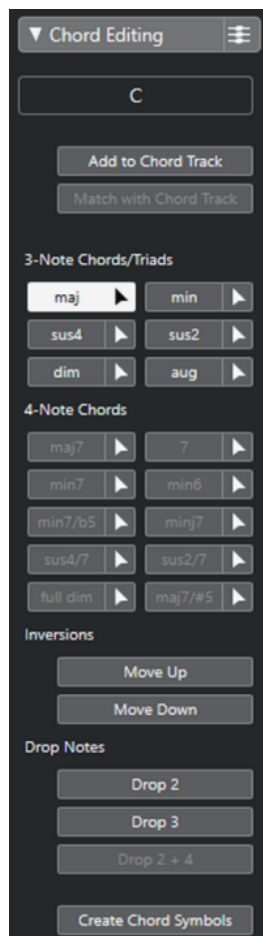 Chord Editing
C
Add to Chord Track
Match with Chord Track
3-Note Chords/Triads
maj min
sus4 sus2
dim aug
4-Note Chords
maj7 7
min7 min6
min7/b5 minj7
sus4/7 sus2/7
full dim maj7/#5
Inversions
Move Up
Move Down
Drop Notes
Drop 2
Drop 3
Drop 2 + 4
Create Chord Symbols